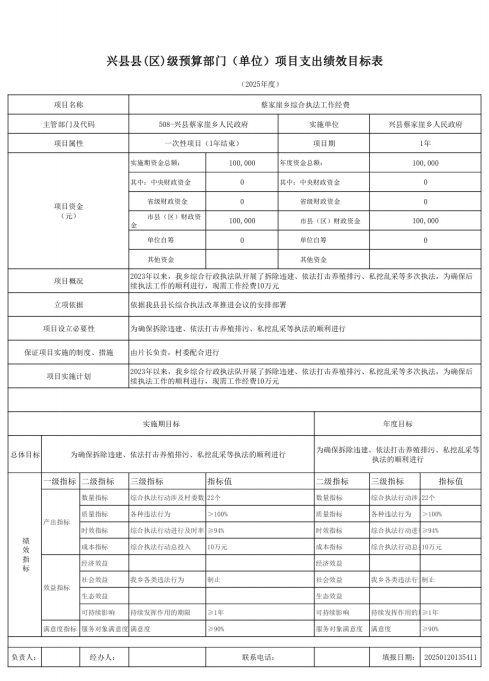 兴县县(区)级预算部门（单位）项目支出绩效目标表
（2025年度）
项目名称 蔡家崖乡综合执法工作经费
主管部门及代码 508-兴县蔡家崖乡人民政府 实施单位 兴县蔡家崖乡人民政府
项目属性 一次性项目（1年结束） 项目期 1年
项目资金（元）
实施期资金总额： 100,000 年度资金总额： 100,000
其中：中央财政资金 0 其中：中央财政资金 0
省级财政资金 0 省级财政资金 0
市县（区）财政资金 100,000 市县（区）财政资金 100,000
单位自筹 0 单位自筹 0
其他资金 其他资金
项目概况 2023年以来，我乡综合行政执法队开展了拆除违建、依法打击养殖排污、私挖乱采等多次执法，为确保后
续执法工作的顺利进行，现需工作经费10万元
立项依据 依据我县县长综合执法改革推进会议的安排部署
项目设立必要性 为确保拆除违建、依法打击养殖排污、私挖乱采等执法的顺利进行
保证项目实施的制度、措施 由片长负责，村委配合进行
项目实施计划 2023年以来，我乡综合行政执法队开展了拆除违建、依法打击养殖排污、私挖乱采等多次执法，为确保后
续执法工作的顺利进行，现需工作经费10万元
实施期目标 年度目标
总体目标 为确保拆除违建、依法打击养殖排污、私挖乱采等执法的顺利进行 为确保拆除违建、依法打击养殖排污、私挖乱采等
执法的顺利进行
绩效指标
一级指标 二级指标 三级指标 指标值 二级指标 三级指标 指标值
产出指标
数量指标 综合执法行动涉及村委数 22个 数量指标 综合执法行动涉 22个
质量指标 各种违法行为 >100% 质量指标 各种违法行为 >100%
时效指标 综合执法行动进行及时率 ≥94% 时效指标 综合执法行动进 ≥94%
成本指标 综合执法行动总投入 10万元 成本指标 综合执法行动总 10万元
效益指标
经济效益 经济效益
社会效益 我乡各类违法行为 制止 社会效益 我乡各类违法行 制止
生态效益 生态效益
可持续影响 持续发挥作用的期限 ≥1年 可持续影响 持续发挥作用的 ≥1年
满意度指标 服务对象满意度 满意度 ≥90% 服务对象满意度 满意度 ≥90%
负责人： 经办人： 联系电话： 填报日期： 20250120135411